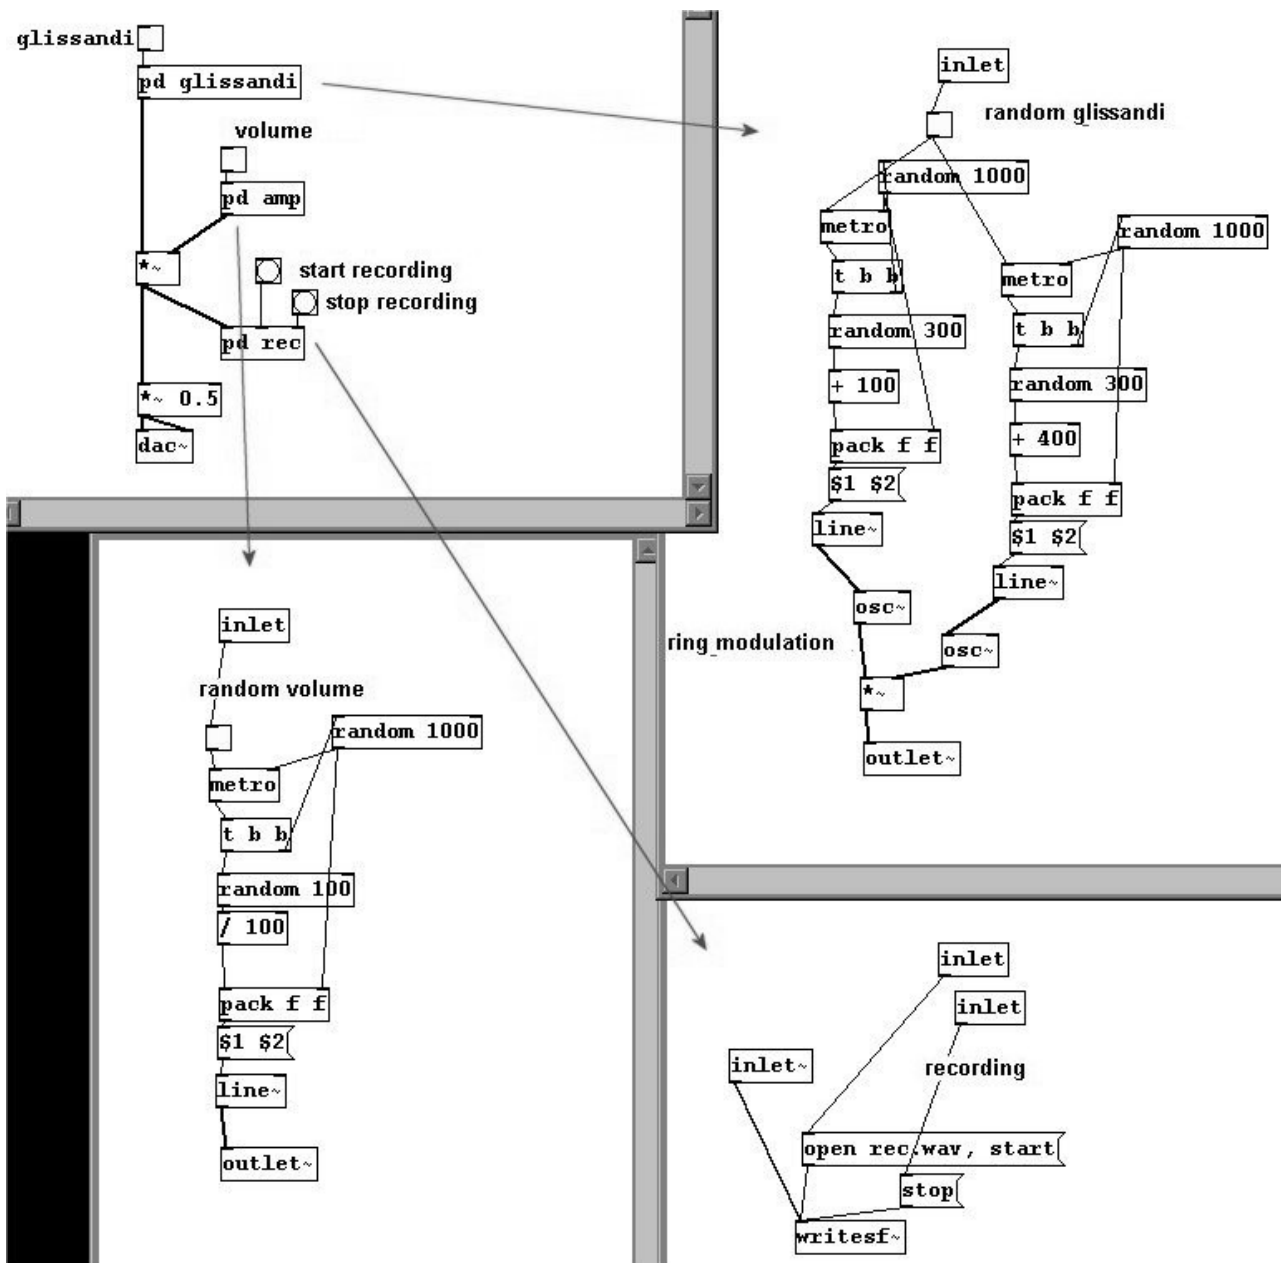 glissandi
pd glissandi
volume
pd amp
*~
start recording
stop recording
pd rec
*~ 0.5
dac~
inlet
random glissandi
random 1000
metro
t b b
random 300
+ 100
pack f f
$1 $2
line~
osc~
random 1000
metro
t b b
random 300
+ 400
pack f f
$1 $2
line~
osc~
ring_modulation
*~
outlet~
inlet
random volume
random 1000
metro
t b b
random 100
/ 100
pack f f
$1 $2
line~
outlet~
inlet
inlet
inlet~
recording
open rec.wav, start
stop
writesf~